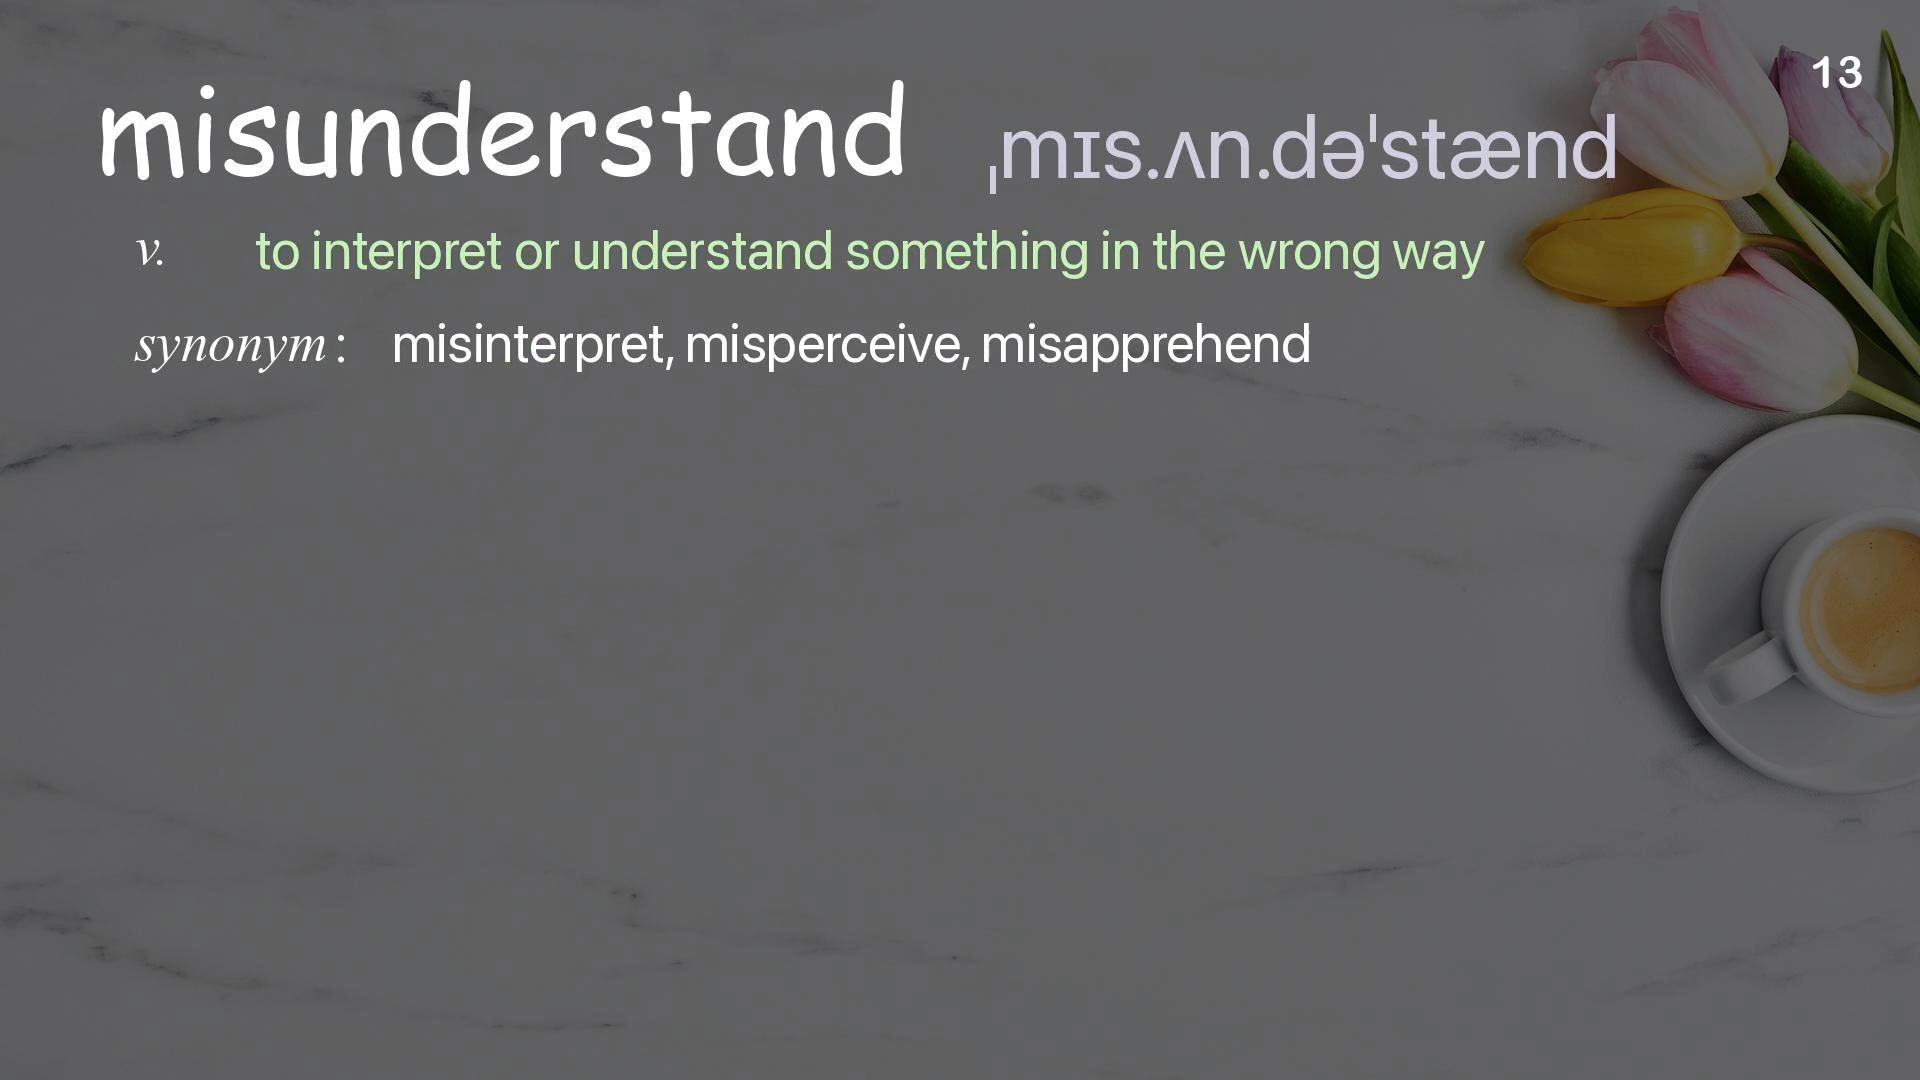 13
misunderstand ˌmɪs.ʌn.dəˈstænd
v. to interpret or understand something in the wrong way
synonym : misinterpret, misperceive, misapprehend